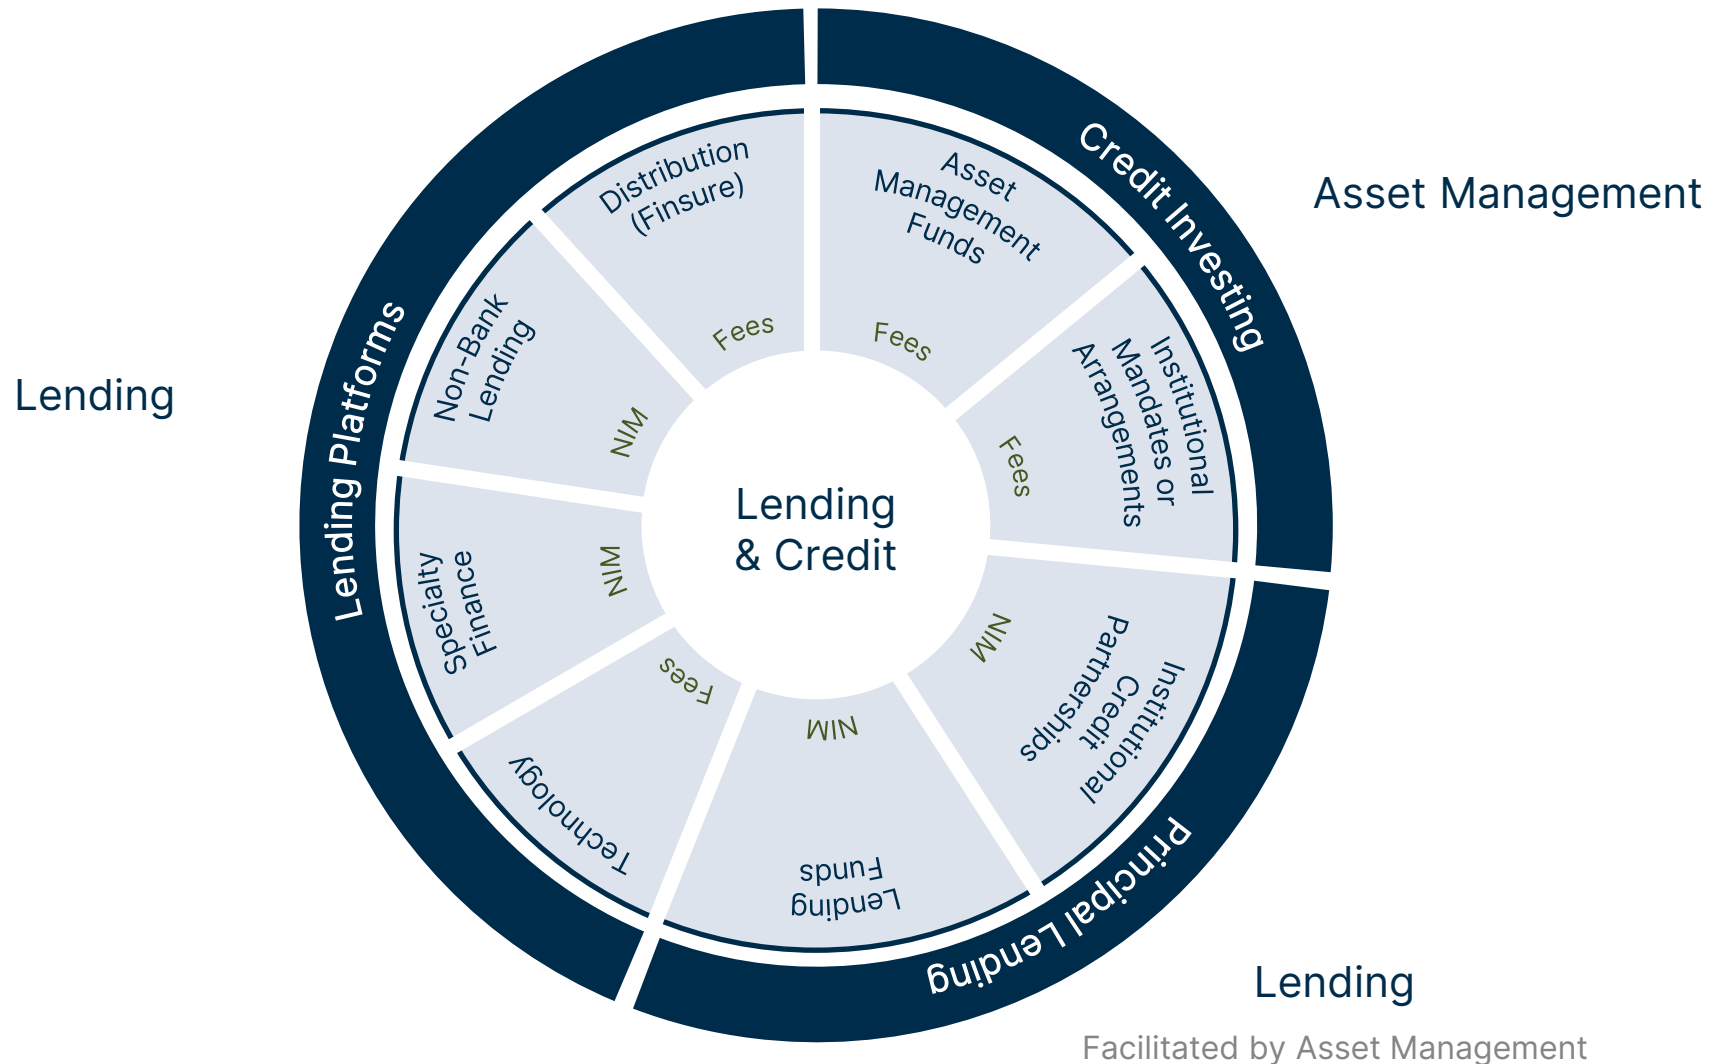 Lending
& Credit
Credit Investing
Asset Management
Asset
Management
Funds
Fees
Institutional
Mandates or
Arrangements
Fees
Principal Lending
Lending
Facilitated by Asset Management
Institutional
Credit
Partnerships
NIM
Lending
Funds
NIM
Lending Platforms
Lending
Technology
Fees
Specialty
Finance
NIM
Non-Bank
Lending
NIM
Distribution
(Finsure)
Fees